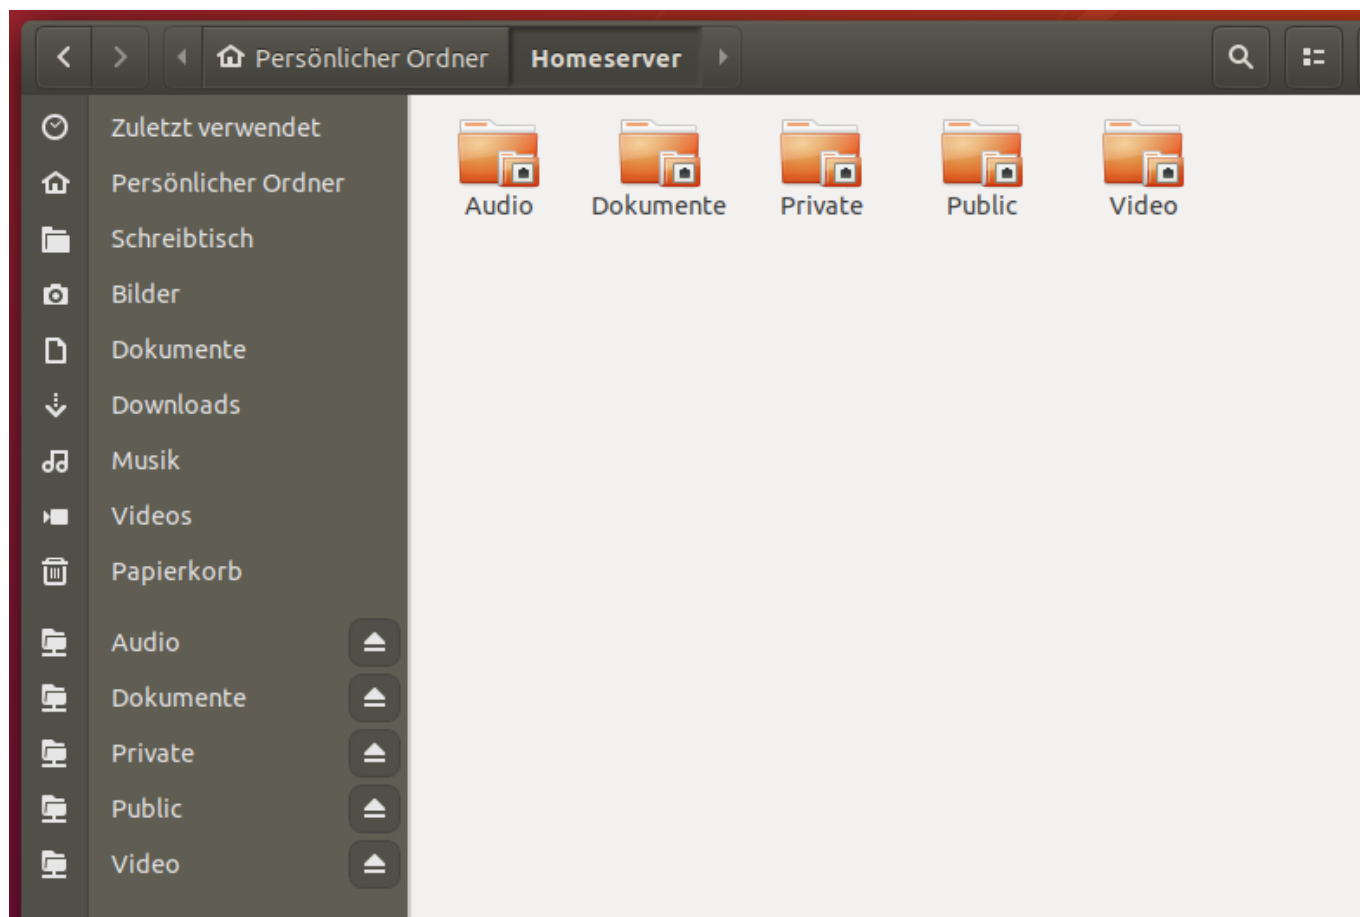 Persönlicher Ordner Homeserver
Zuletzt verwendet
Persönlicher Ordner
Schreibtisch
Bilder
Dokumente
Downloads
Musik
Videos
Papierkorb
Audio
Dokumente
Private
Public
Video
Audio Dokumente Private Public Video